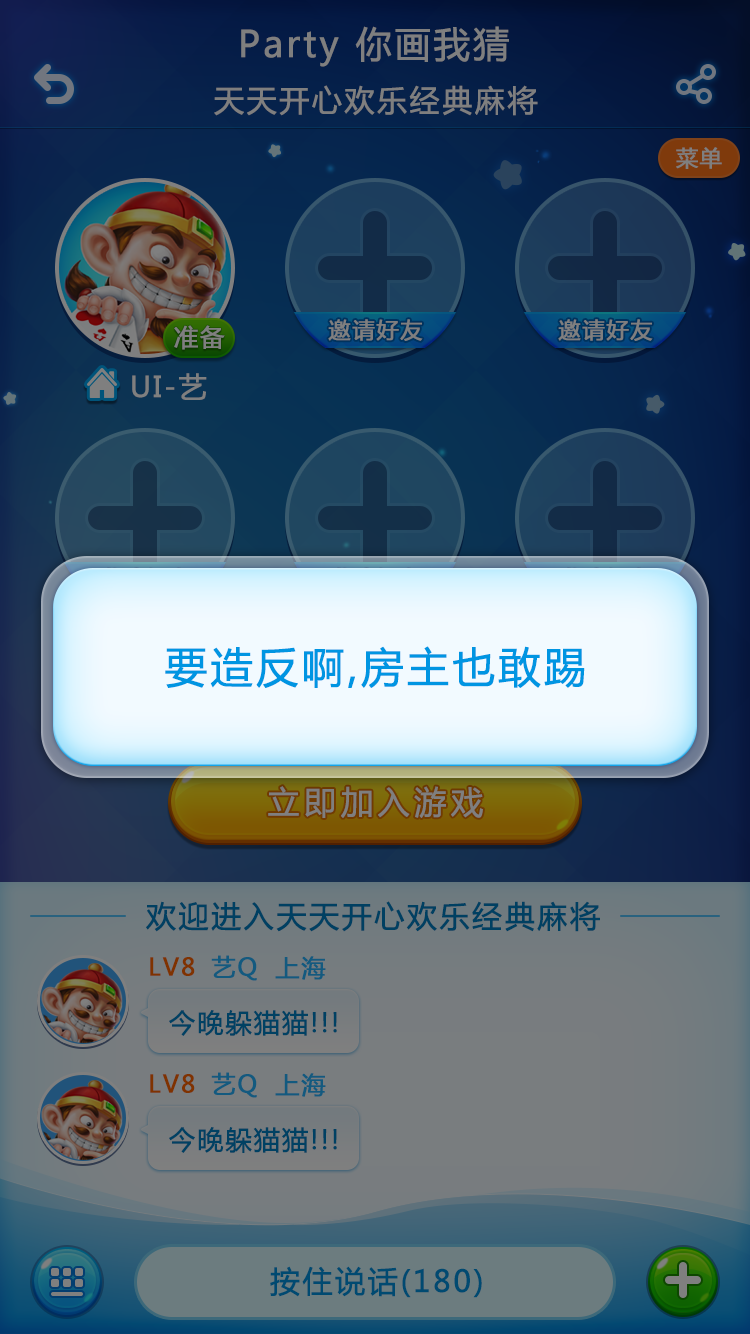 Party 你画我猜
天天开心欢乐经典麻将
菜单
准备
邀请好友
邀请好友
UI-艺
要造反啊,房主也敢踢
立即加入游戏
欢迎进入天天开心欢乐经典麻将
LV8 艺Q 上海
今晚躲猫猫!!!
LV8 艺Q 上海
今晚躲猫猫!!!
按住说话(180)